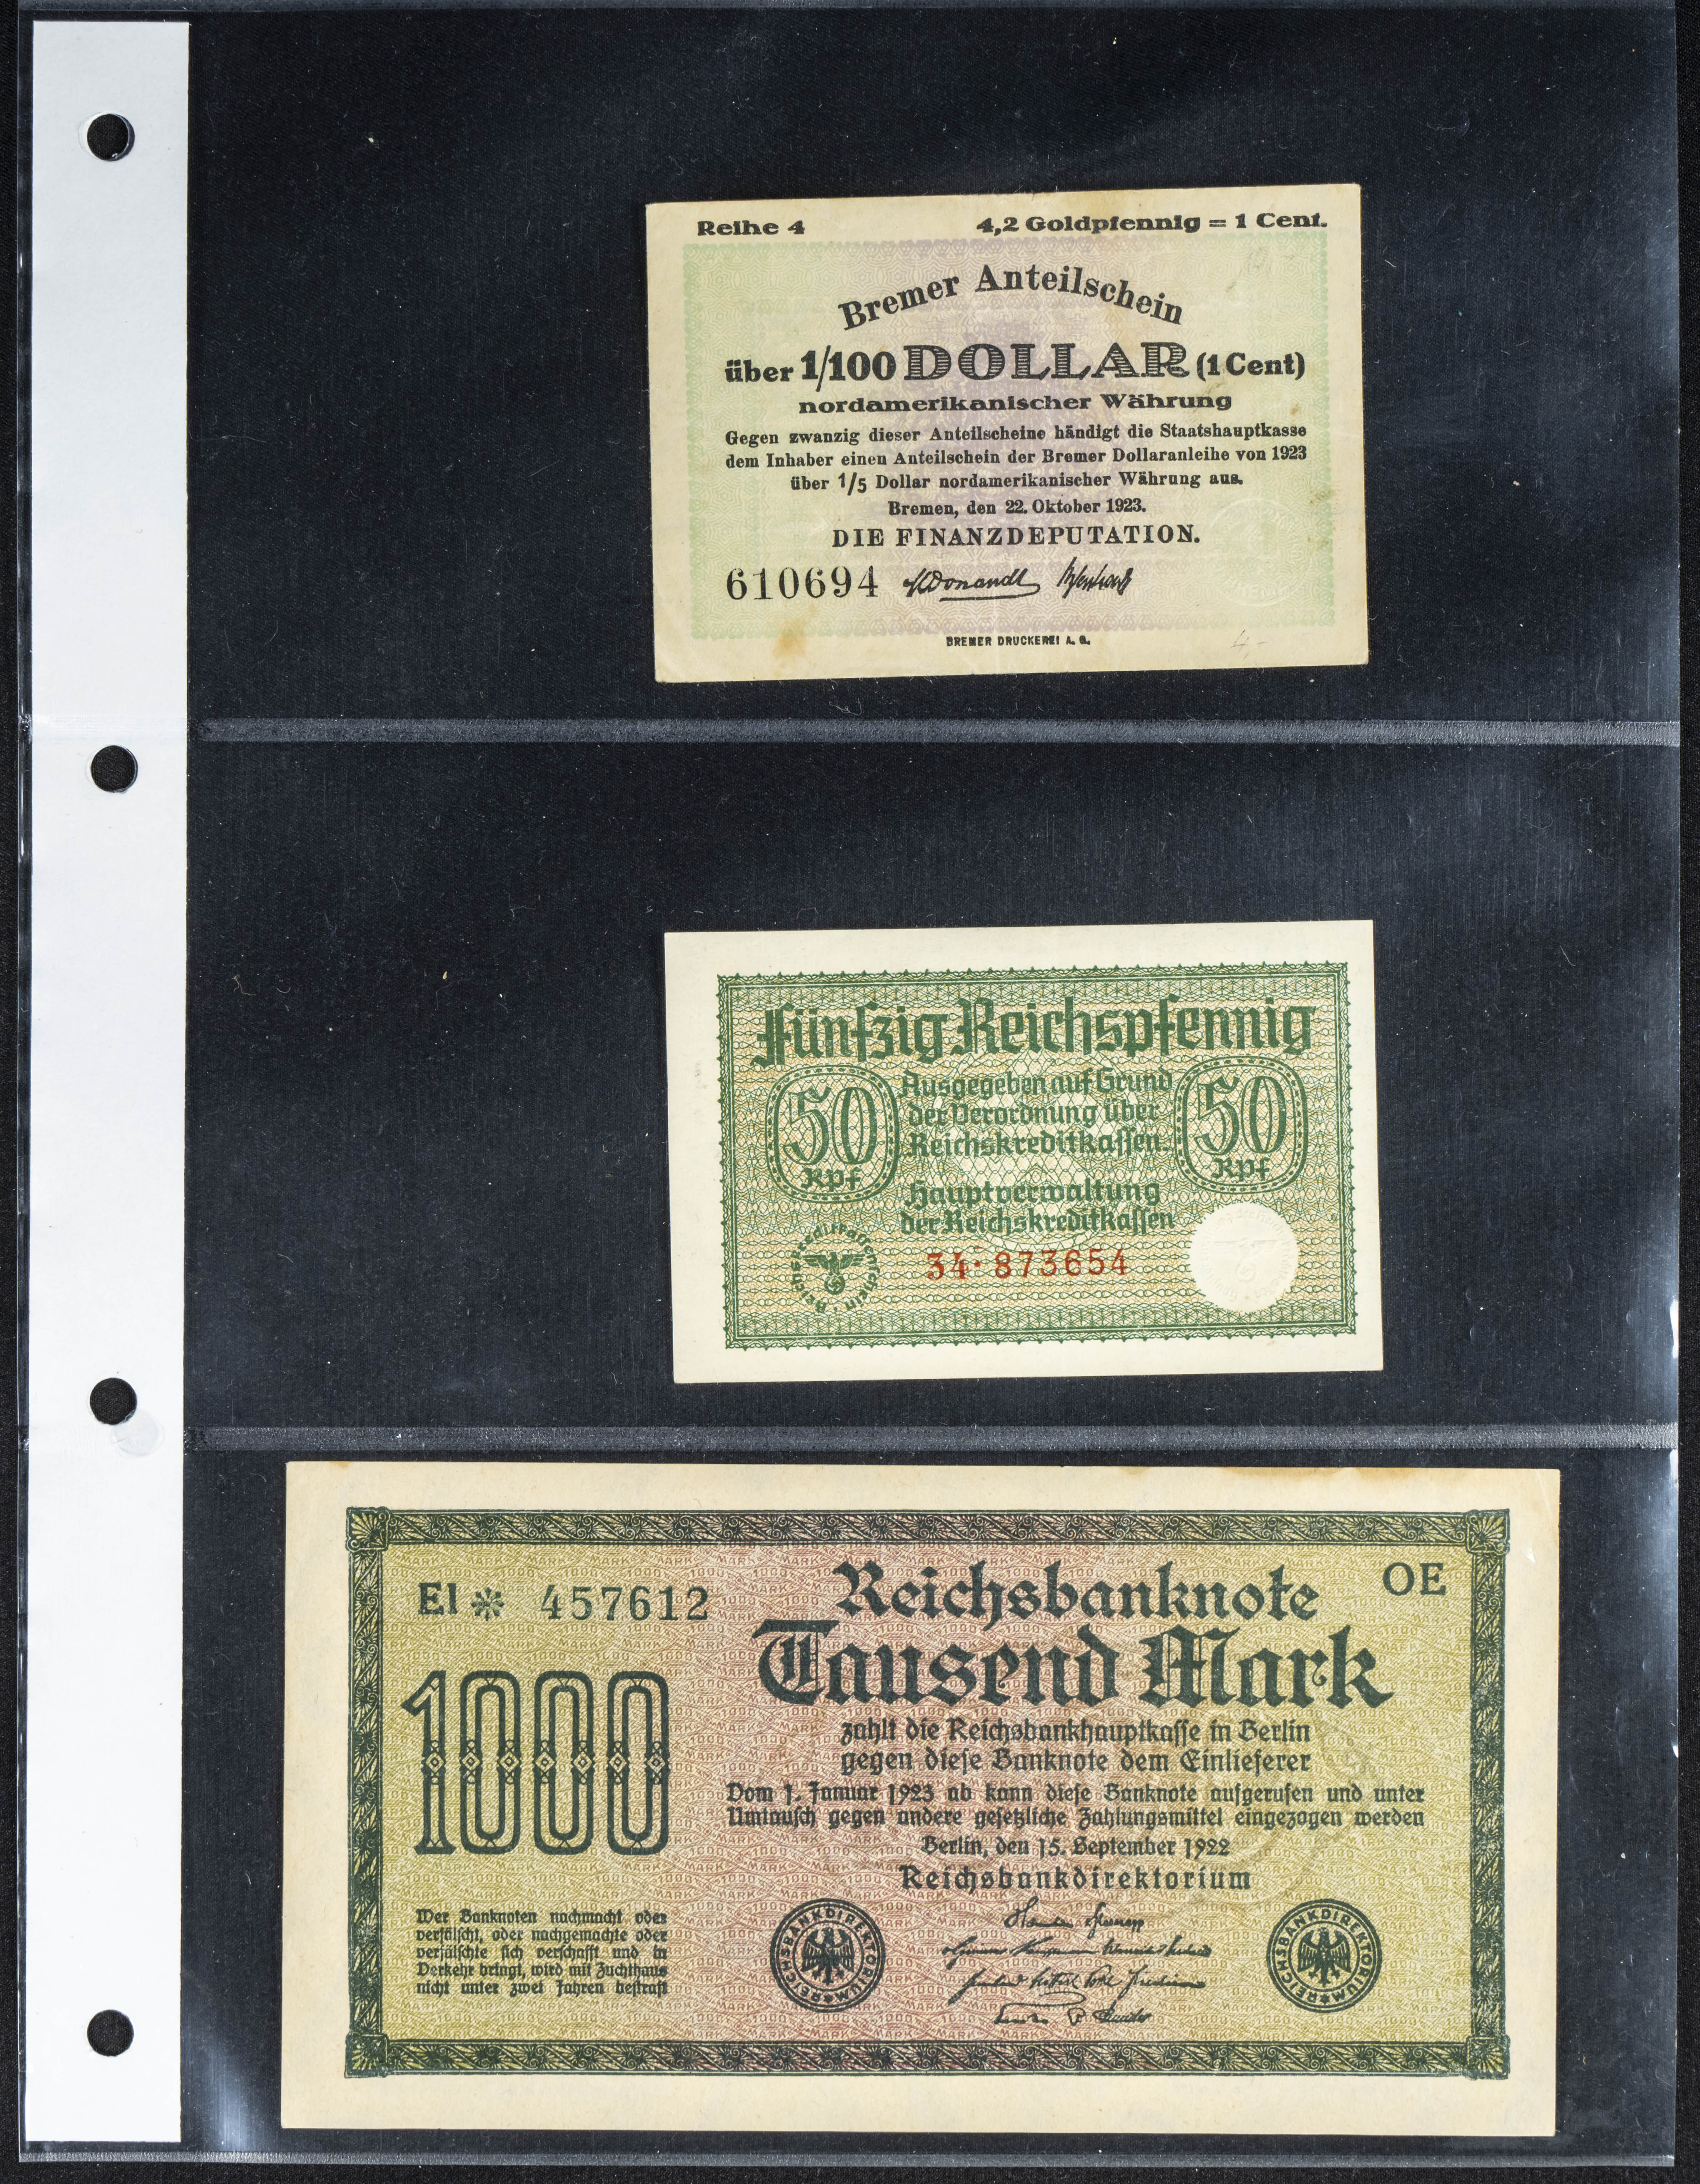 Reihe 4 4,2 Goldpfennig = 1 Cent.
Bremer Anteilschein
über 1/100 DOLLAR (1 Cent)
nordamerikanischer Währung
Gegen zwanzig dieser Anteilscheine händigt die Staatshauptkasse
dem Inhaber einen Anteilschein der Bremer Dollaranleihe von 1923
über 1/5 Dollar nordamerikanischer Währung aus.
Bremen, den 22. Oktober 1923.
DIE FINANZDEPUTATION.
610694
BREMER DRUCKEREI A. G.
4,-
Fünfzig Reichspfennig
Ausgegeben auf Grund
der Verordnung über
Reichskreditkassen.
50 Rpf
50 Rpf
Hauptverwaltung
der Reichskreditkassen
Reichskreditkassenschein
34· 873654
EI* 457612
OE
Reichsbanknote
Tausend Mark
1000
zahlt die Reichsbankhauptkasse in Berlin
gegen diese Banknote dem Einlieferer
Vom 1. Januar 1923 ab kann diese Banknote aufgerufen und unter
Umtausch gegen andere gesetzliche Zahlungsmittel eingezogen werden
Berlin, den 15. September 1922
Reichsbankdirektorium
Wer Banknoten nachmacht oder
verfälscht, oder nachgemachte oder
verfälschte sich verschafft und in
Verkehr bringt, wird mit Zuchthaus
nicht unter zwei Jahren bestraft
REICHSBANKDIREKTORIUM
REICHSBANKDIREKTORIUM